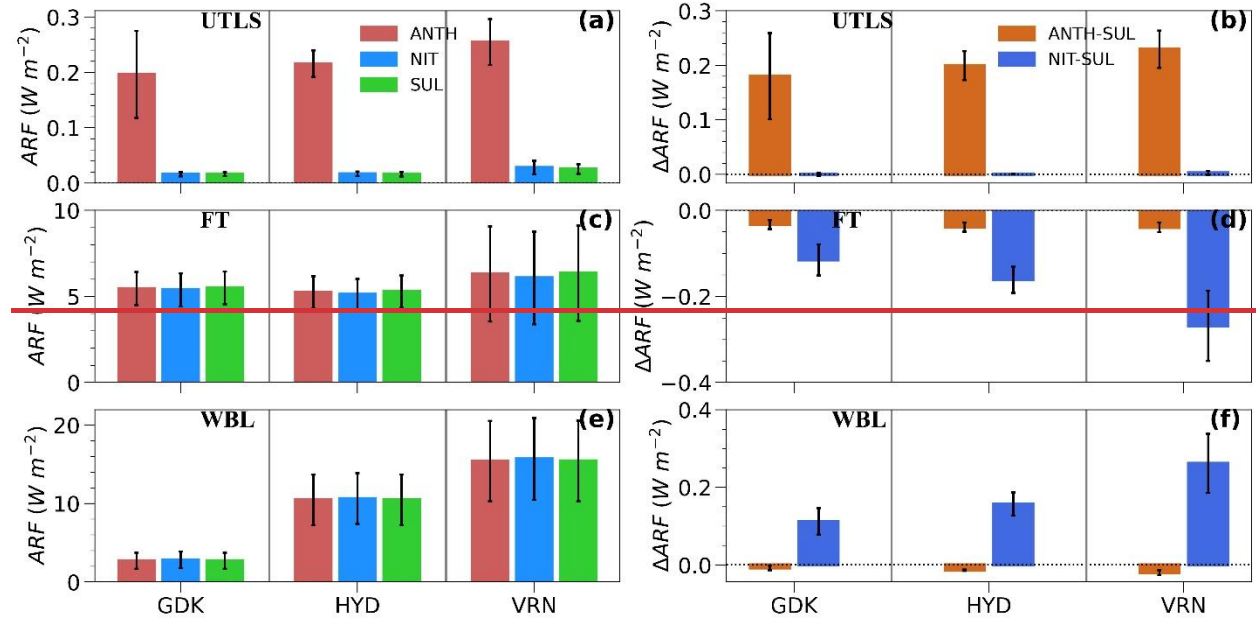 UTLS (a)
ARF (W m⁻²)
0.3
0.2
0.1
0.0
ANTH
NIT
SUL
UTLS (b)
ΔARF (W m⁻²)
0.3
0.2
0.1
0.0
ANTH-SUL
NIT-SUL
FT (c)
ARF (W m⁻²)
10
5
0
FT (d)
ΔARF (W m⁻²)
0.0
−0.2
−0.4
WBL (e)
ARF (W m⁻²)
20
10
0
GDK HYD VRN
WBL (f)
ΔARF (W m⁻²)
0.4
0.2
0.0
GDK HYD VRN